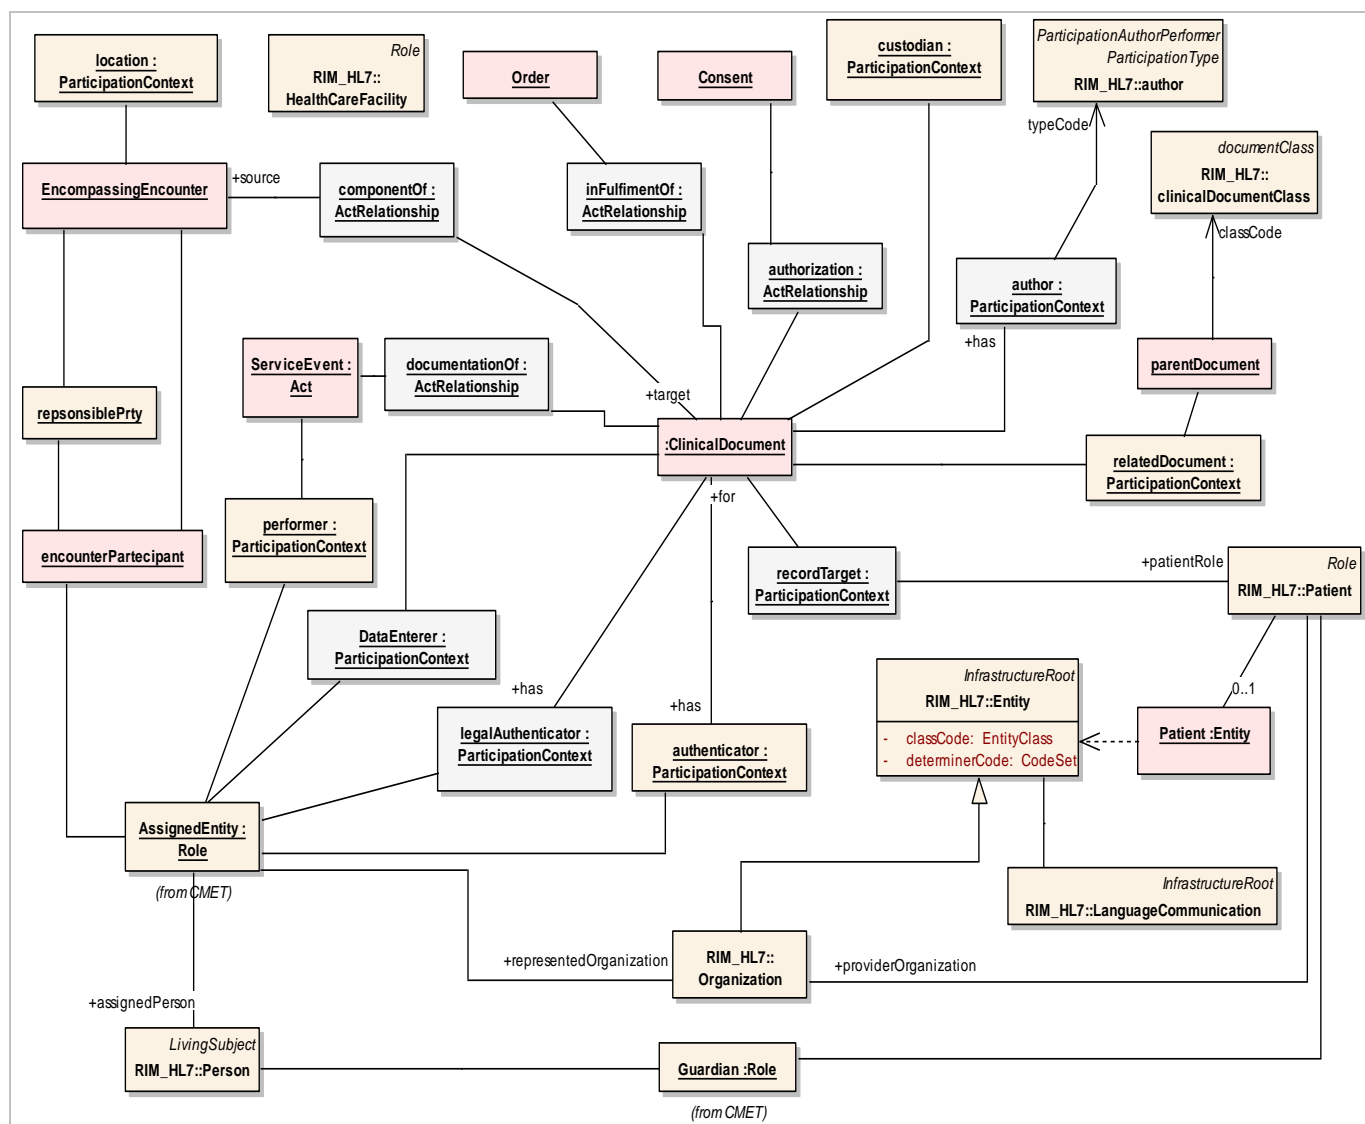 location :
ParticipationContext
Role
RIM_HL7::
HealthCareFacility
Order
Consent
custodian :
ParticipationContext
ParticipationAuthorPerformer
ParticipationType
RIM_HL7::author
typeCode
documentClass
RIM_HL7::
clinicalDocumentClass
classCode
EncompassingEncounter
+source
componentOf :
ActRelationship
inFulfimentOf :
ActRelationship
authorization :
ActRelationship
author :
ParticipationContext
+has
ServiceEvent :
Act
documentationOf :
ActRelationship
+target
parentDocument
repsonsiblePrty
:ClinicalDocument
relatedDocument :
ParticipationContext
+for
performer :
ParticipationContext
encounterPartecipant
recordTarget :
ParticipationContext
+patientRole
Role
RIM_HL7::Patient
DataEnterer :
ParticipationContext
+has
+has
InfrastructureRoot
RIM_HL7::Entity
- classCode: EntityClass
- determinerCode: CodeSet
0..1
Patient :Entity
legalAuthenticator :
ParticipationContext
authenticator :
ParticipationContext
AssignedEntity :
Role
(from CMET)
InfrastructureRoot
RIM_HL7::LanguageCommunication
+representedOrganization
RIM_HL7::
Organization
+providerOrganization
+assignedPerson
LivingSubject
RIM_HL7::Person
Guardian :Role
(from CMET)